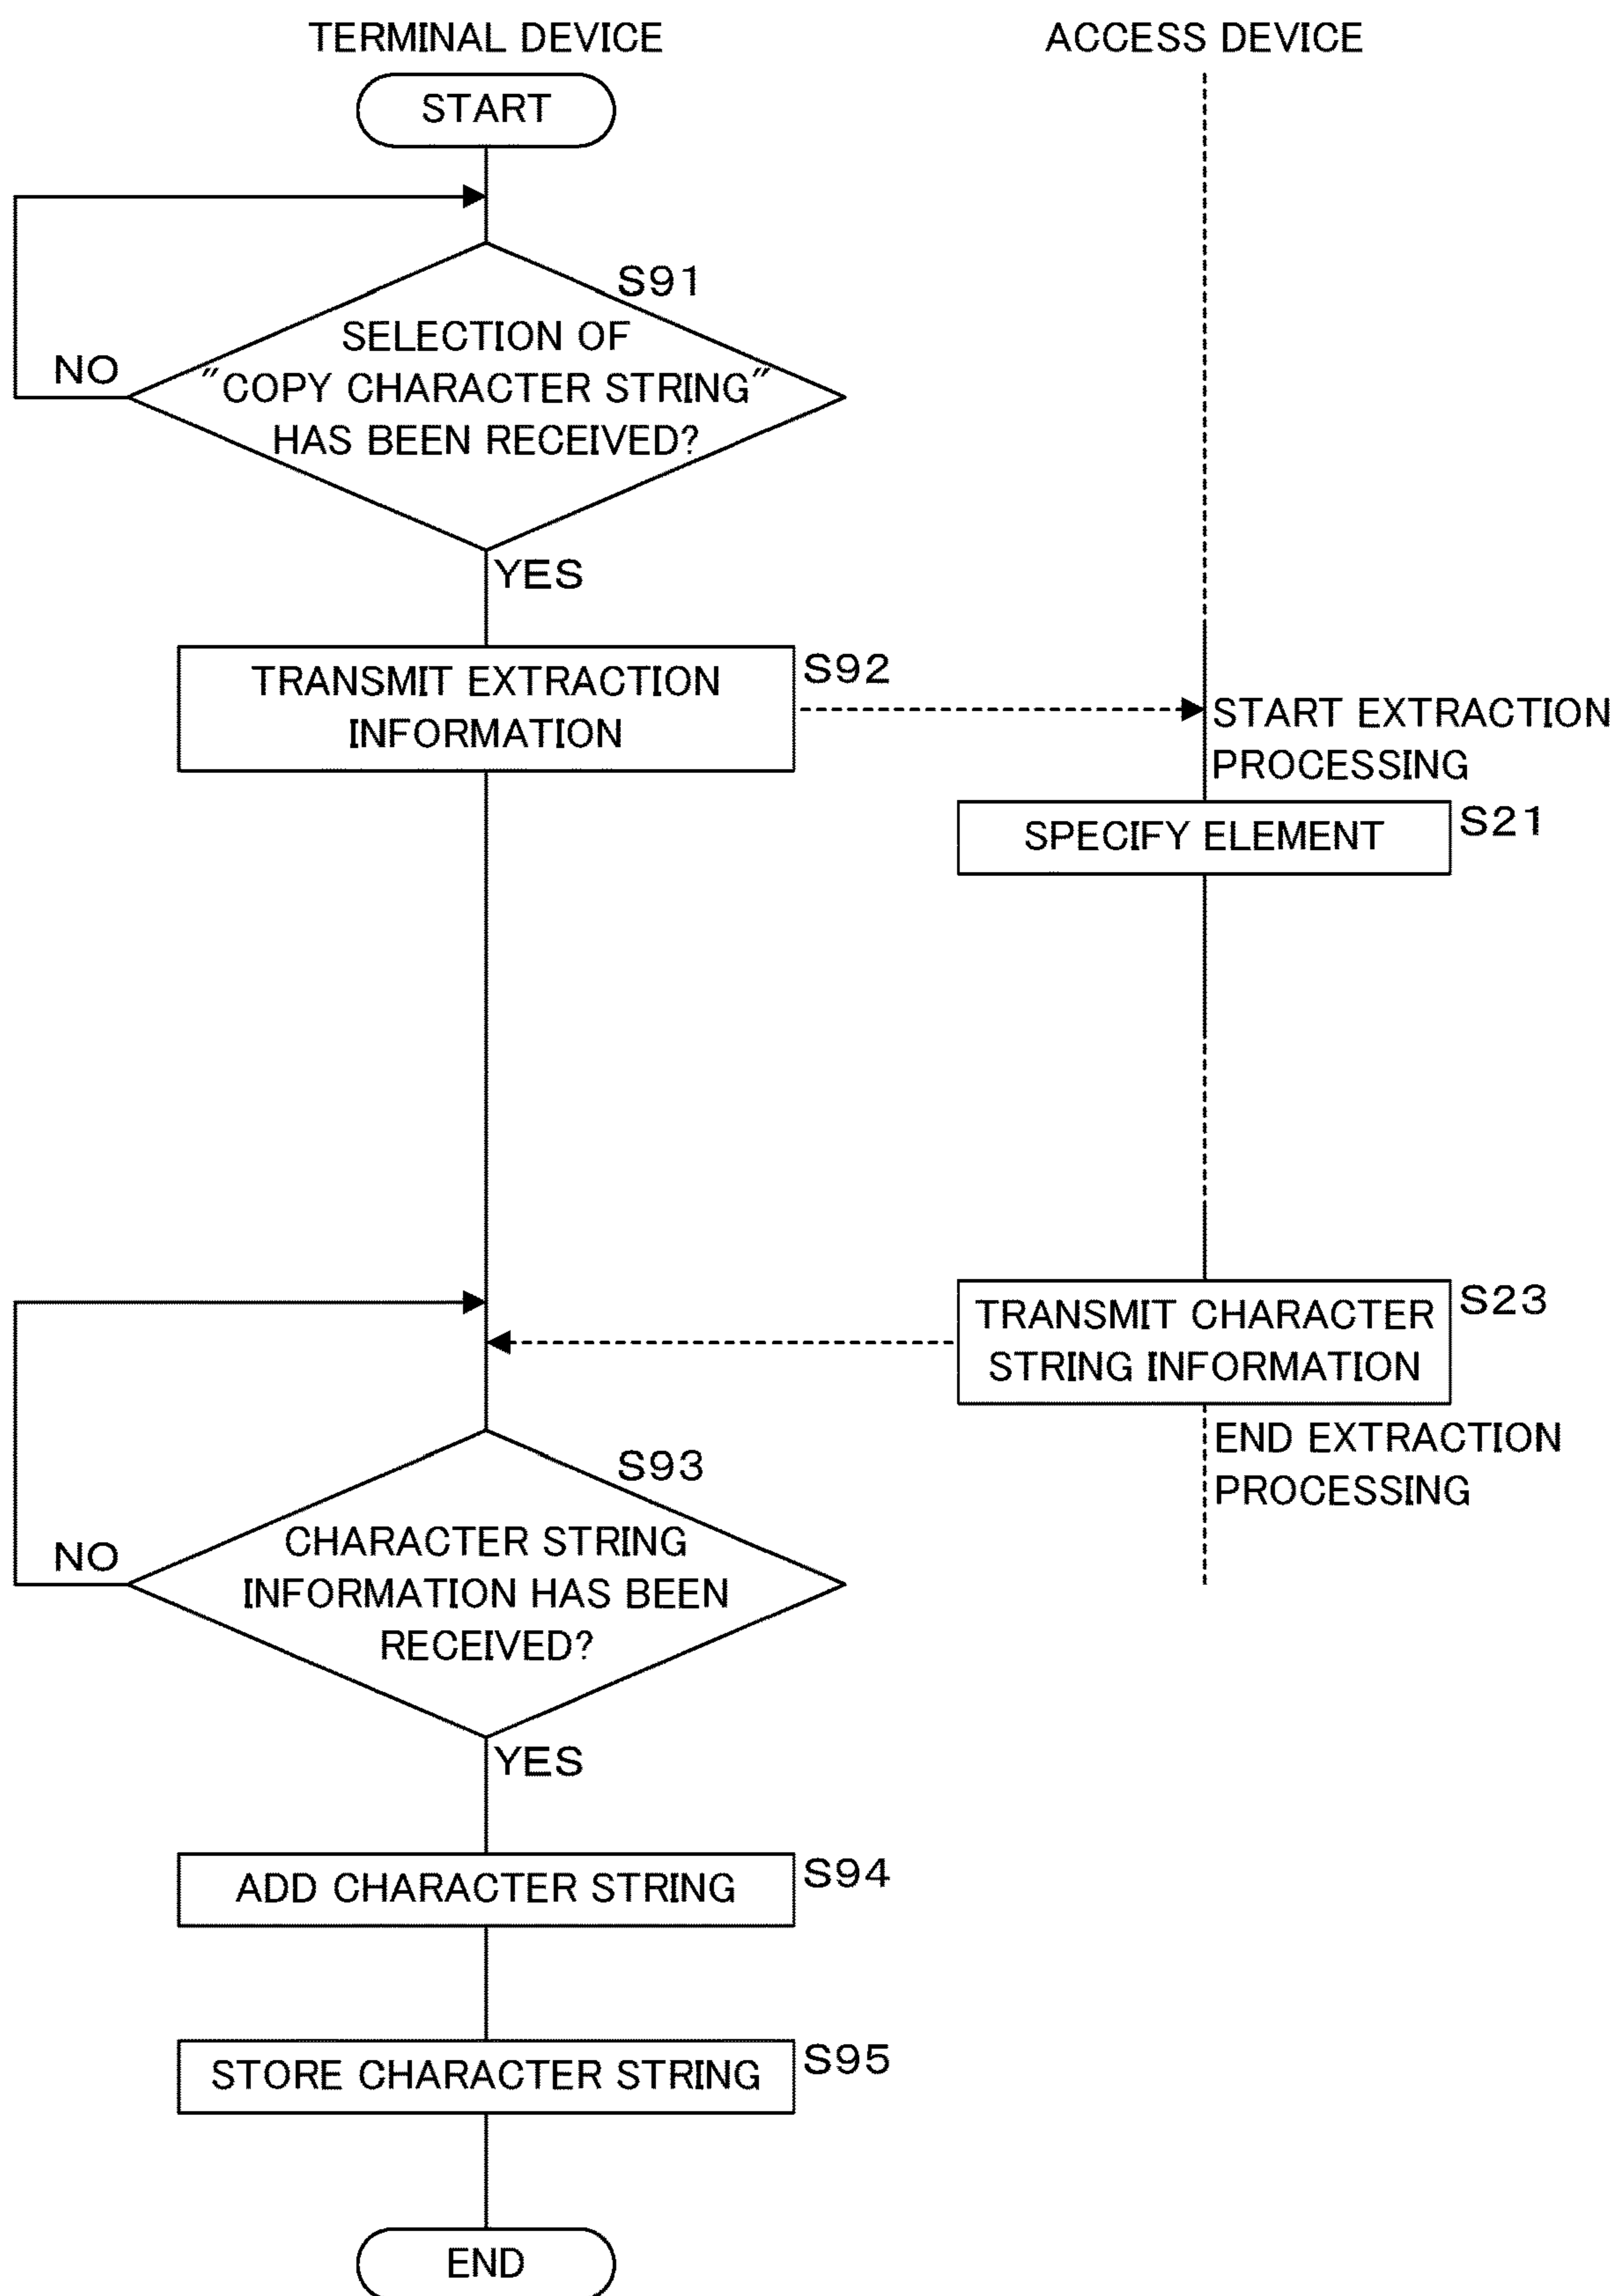 TERMINAL DEVICE
ACCESS DEVICE
START
S91
SELECTION OF
"COPY CHARACTER STRING"
HAS BEEN RECEIVED?
NO
YES
TRANSMIT EXTRACTION
INFORMATION
S92
START EXTRACTION
PROCESSING
SPECIFY ELEMENT
S21
TRANSMIT CHARACTER
STRING INFORMATION
S23
END EXTRACTION
PROCESSING
S93
CHARACTER STRING
INFORMATION HAS BEEN
RECEIVED?
NO
YES
ADD CHARACTER STRING
S94
STORE CHARACTER STRING
S95
END